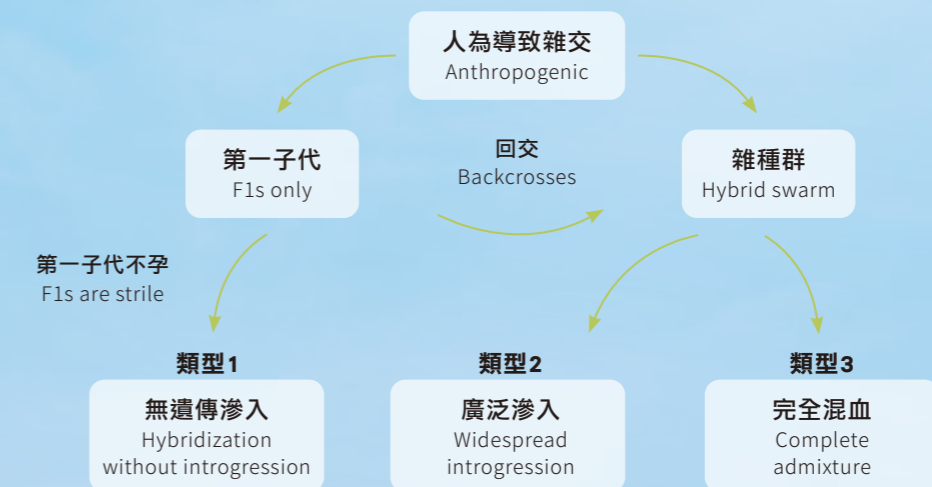 人為導致雜交
Anthropogenic
第一子代
F1s only
回交
Backcrosses
雜種群
Hybrid swarm
第一子代不孕
F1s are strile
類型1
無遺傳滲入
Hybridization
without introgression
類型2
廣泛滲入
Widespread
introgression
類型3
完全混血
Complete
admixture